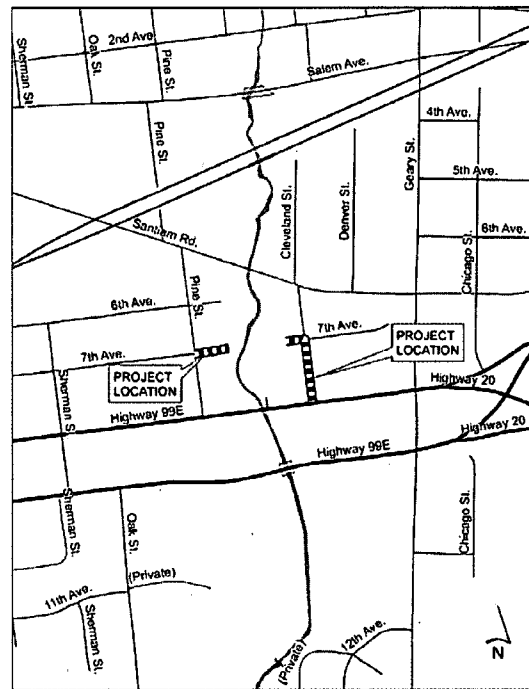 2nd Ave.
Sherman St.
Oak St.
Pine St.
Salem Ave.
4th Ave.
Pine St.
Geary St.
5th Ave.
Cleveland St.
Denver St.
Santiam Rd.
6th Ave.
Chicago St.
Pine St.
6th Ave.
7th Ave.
7th Ave.
PROJECT
LOCATION
PROJECT
LOCATION
Sherman St.
Highway 20
Highway 99E
Highway 20
Highway 99E
Sherman St.
Oak St.
Chicago St.
(Private)
11th Ave.
Sherman St.
12th Ave.
(Private)
N